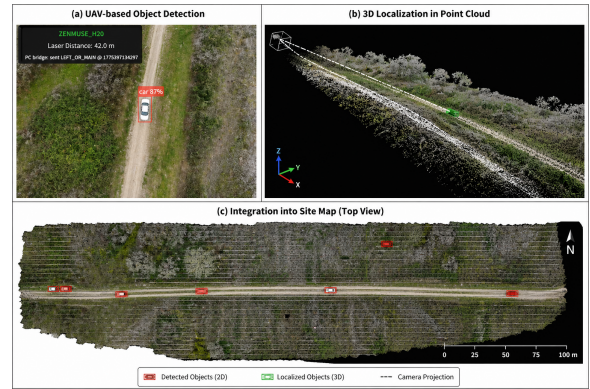 (a) UAV-based Object Detection
ZENMUSE_H20
Laser Distance: 42.0 m
PC bridge: sent LEFT_OR_MAIN @ 1775397134297
car 87%
(b) 3D Localization in Point Cloud
Z
Y
X
(c) Integration into Site Map (Top View)
N
0 25 50 75 100 m
Detected Objects (2D) Localized Objects (3D) Camera Projection